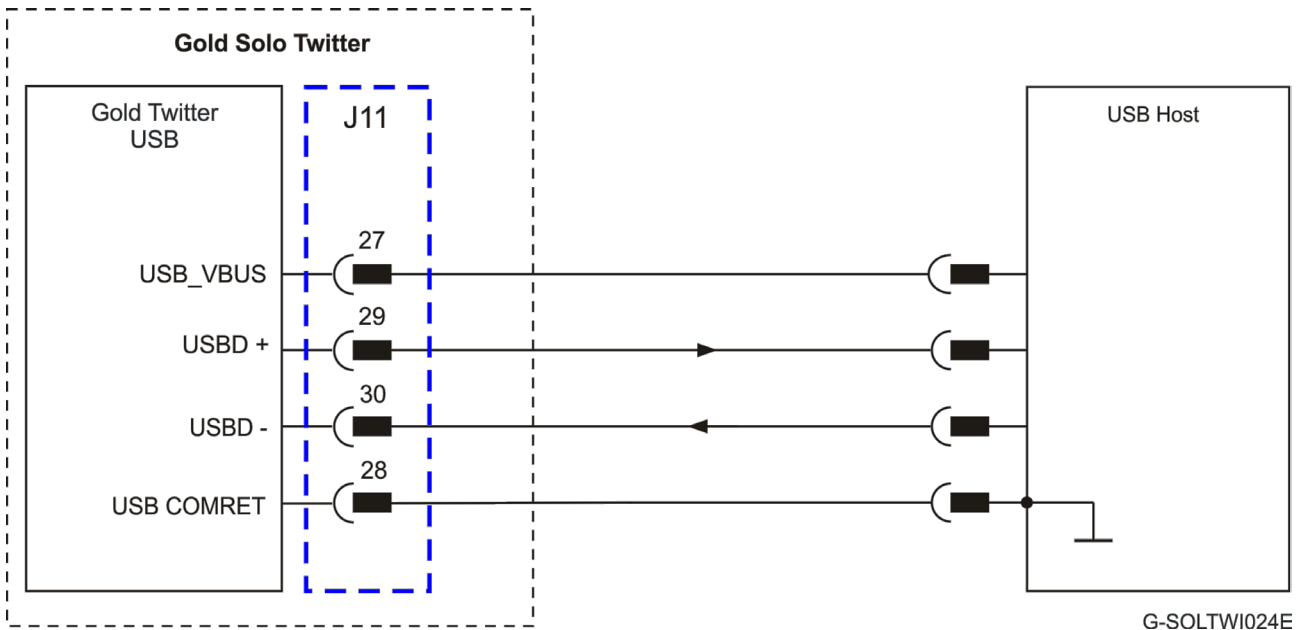 Gold Solo Twitter
Gold Twitter
USB
J11
USB Host
27
USB_VBUS
29
USBD +
30
USBD -
28
USB COMRET
G-SOLTWI024E